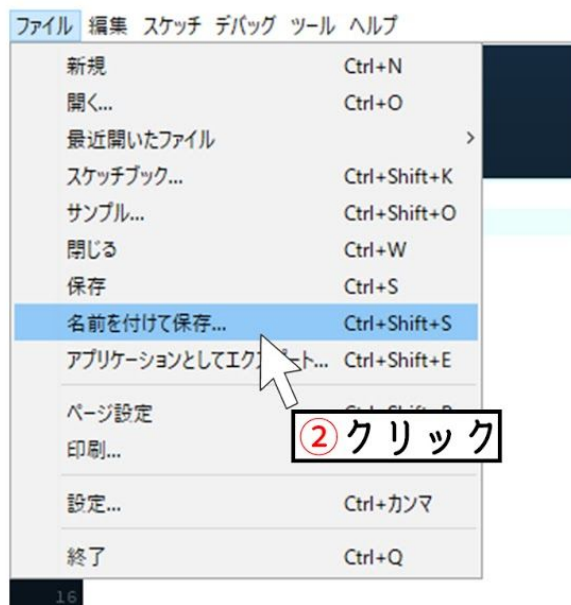 ファイル 編集 スケッチ デバッグ ツール ヘルプ
新規 Ctrl+N
開く... Ctrl+O
最近開いたファイル >
スケッチブック... Ctrl+Shift+K
サンプル... Ctrl+Shift+O
閉じる Ctrl+W
保存 Ctrl+S
名前を付けて保存... Ctrl+Shift+S
アプリケーションとしてエクスポート... Ctrl+Shift+E
ページ設定
②クリック
印刷...
設定... Ctrl+カンマ
終了 Ctrl+Q
16